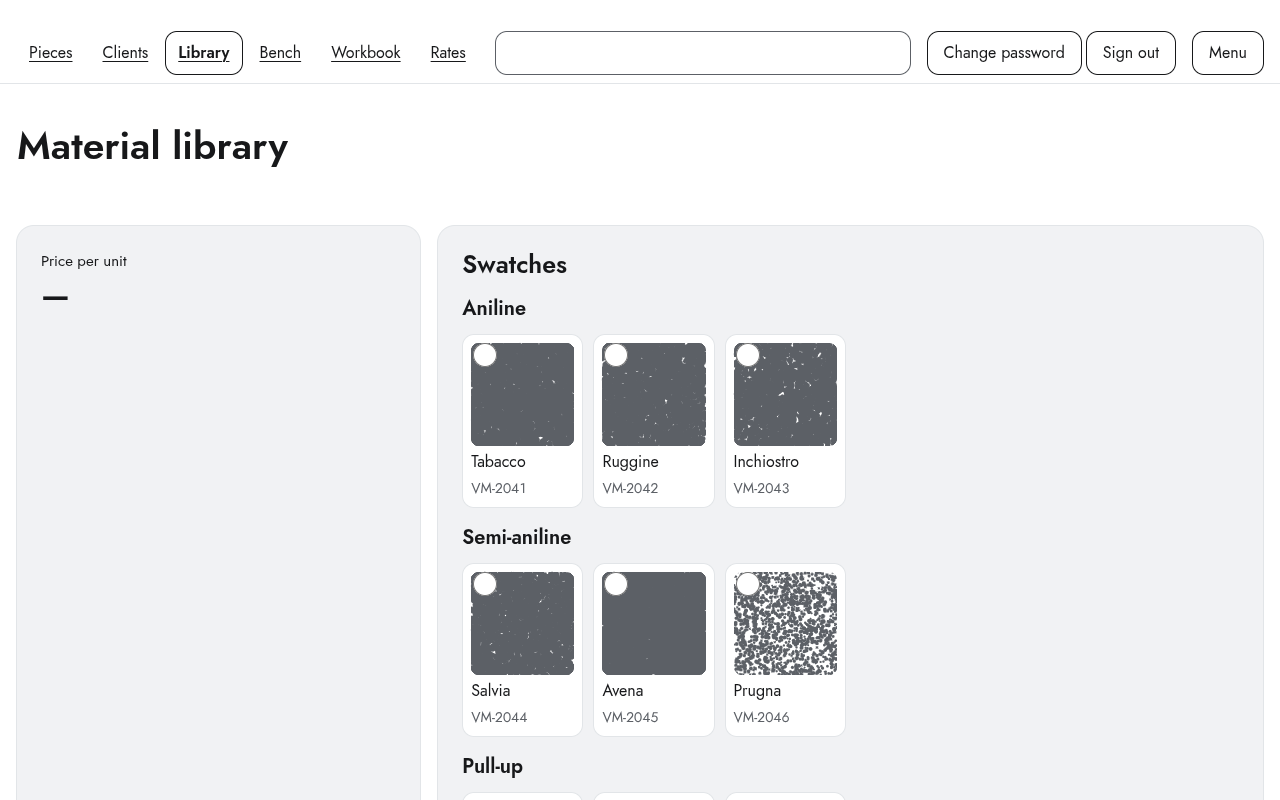 Pieces Clients Library Bench Workbook Rates Change password Sign out Menu
Material library
Price per unit
—
Swatches
Aniline
Tabacco Ruggine Inchiostro
VM-2041 VM-2042 VM-2043
Semi-aniline
Salvia Avena Prugna
VM-2044 VM-2045 VM-2046
Pull-up